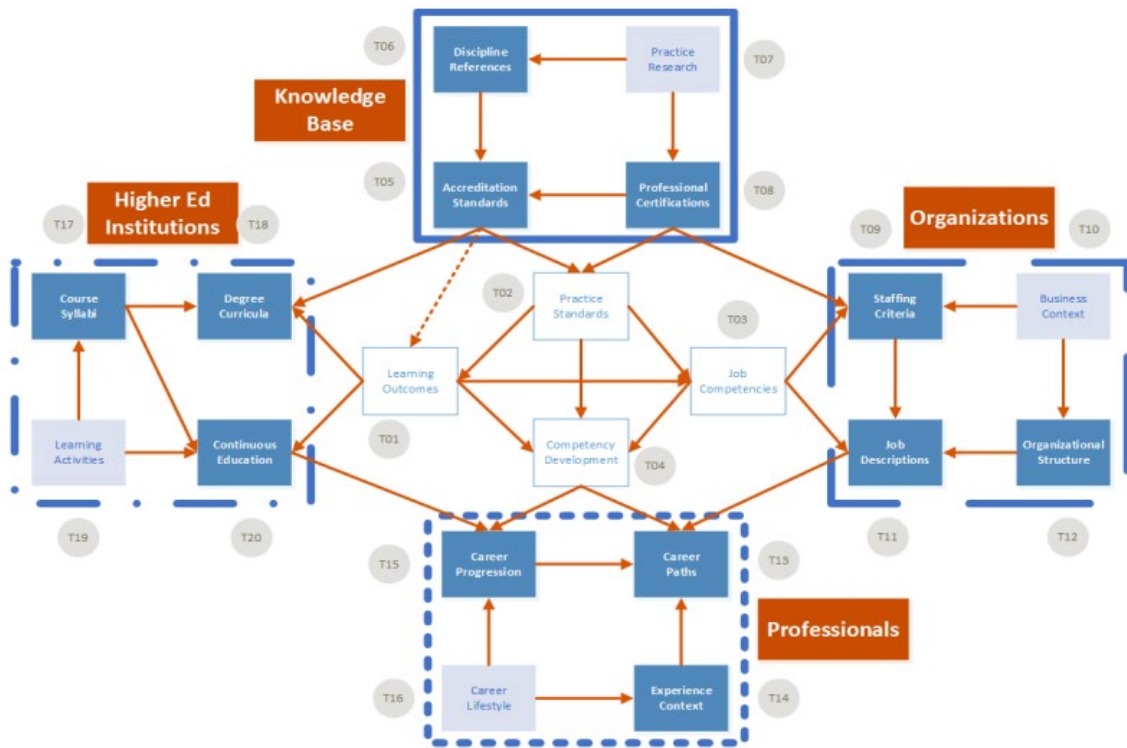 T06
Discipline
References
Practice
Research
T07
Knowledge
Base
T05
Accreditation
Standards
Professional
Certifications
T08
T17
Higher Ed
Institutions
T18
Organizations
T09
T10
Course
Syllabi
Degree
Curricula
T02
Practice
Standards
T03
Staffing
Criteria
Business
Context
Learning
Outcomes
Job
Competencies
T01
Learning
Activities
Continuous
Education
Competency
Development
T04
Job
Descriptions
Organizational
Structure
T19
T20
T11
T12
T15
Career
Progression
Career
Paths
T13
Professionals
T16
Career
Lifestyle
Experience
Context
T14